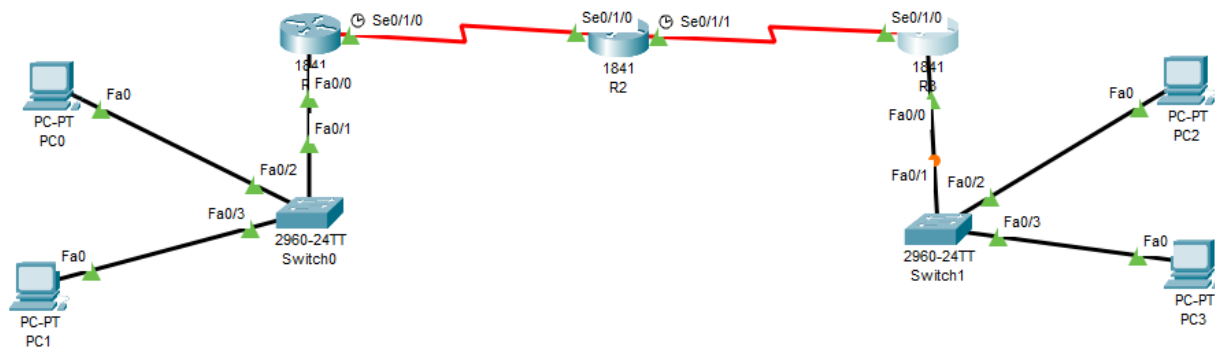 Se0/1/0
Se0/1/0
Se0/1/1
Se0/1/0
1841
R
Fa0/0
Fa0/1
1841
R2
1841
R3
Fa0/0
Fa0/1
Fa0
PC-PT
PC0
Fa0/2
Fa0/3
2960-24TT
Switch0
Fa0
PC-PT
PC1
Fa0
PC-PT
PC2
Fa0/2
Fa0/3
2960-24TT
Switch1
Fa0
PC-PT
PC3